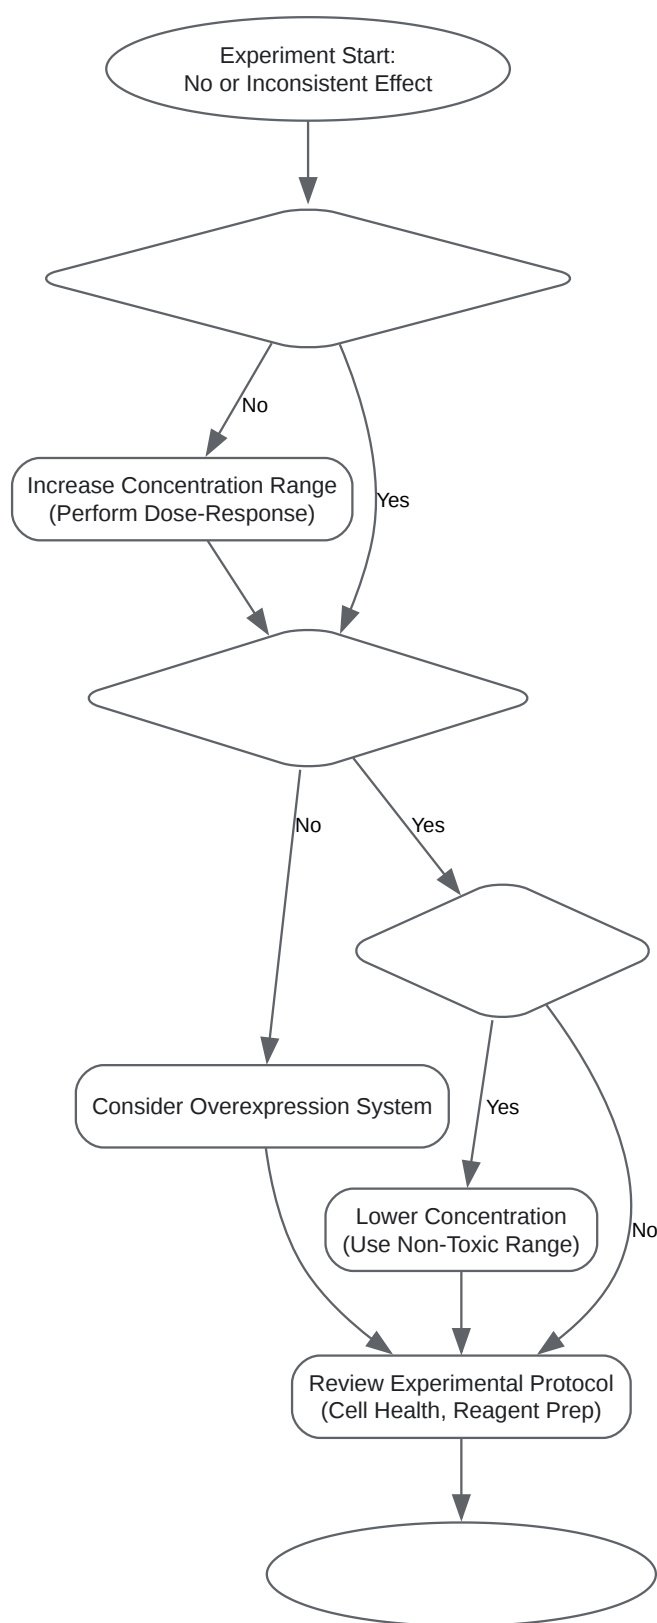 Experiment Start:
No or Inconsistent Effect
No
Increase Concentration Range
(Perform Dose-Response)
Yes
No
Yes
Consider Overexpression System
Yes
Lower Concentration
(Use Non-Toxic Range)
No
Review Experimental Protocol
(Cell Health, Reagent Prep)